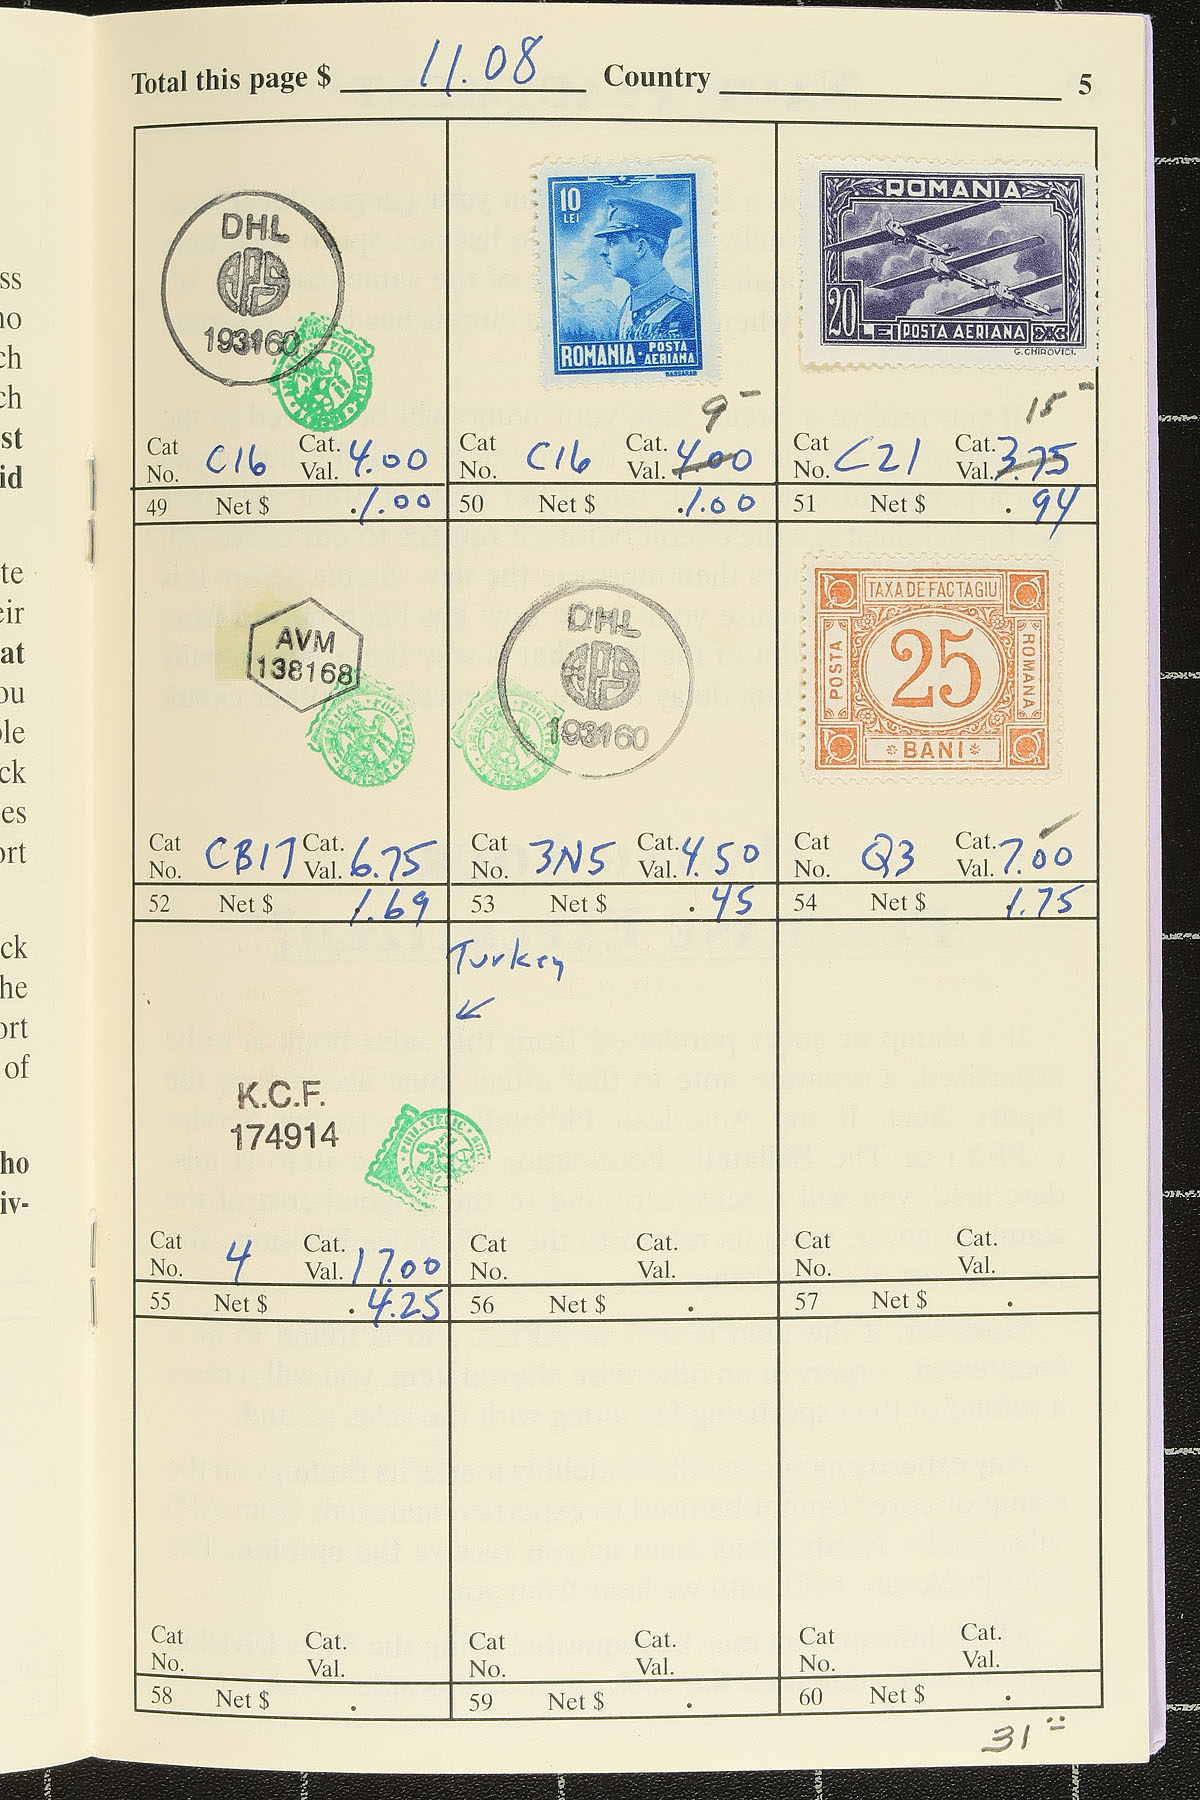 Total this page $ 11.08 Country 5
DHL
APS
193160
Cat No. C16 Cat. Val. 4.00
49 Net $ .1.00
10 LEI
ROMANIA · POSTA AERIANA
9-
Cat No. C16 Cat. Val. 4.00
50 Net $ .1.00
ROMANIA
20 LEI POSTA AERIANA
G. CHIROVICI.
15-
Cat No. C21 Cat. Val. 3.75
51 Net $ . 94
AVM
138168
Cat No. CB17 Cat. Val. 6.75
52 Net $ 1.69
DHL
APS
193160
Cat No. 3N5 Cat. Val. 4.50
53 Net $ . 45
TAXA DE FACTAGIU
POSTA 25 ROMANA
BANI
Cat No. Q3 Cat. Val. 7.00
54 Net $ 1.75
Turkey
K.C.F.
174914
Cat No. 4 Cat. Val. 17.00
55 Net $ . 4.25
Cat No. Cat. Val.
56 Net $ .
Cat No. Cat. Val.
57 Net $ .
Cat No. Cat. Val.
58 Net $ .
Cat No. Cat. Val.
59 Net $ .
Cat No. Cat. Val.
60 Net $ .
31